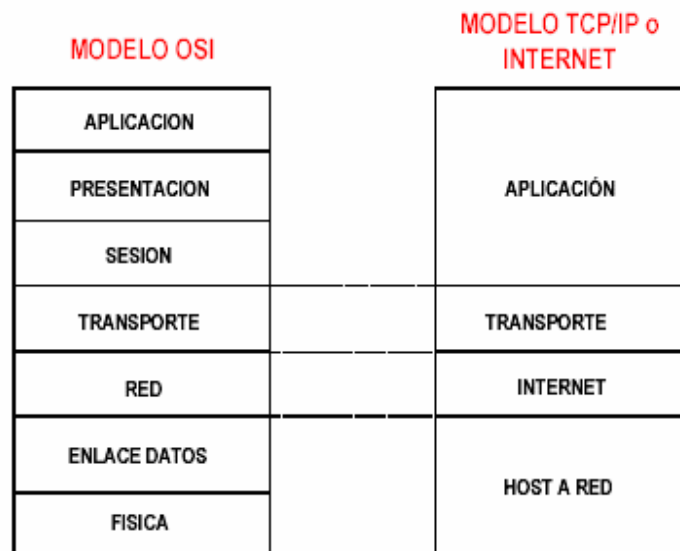 MODELO OSI
APLICACION
PRESENTACION
SESION
TRANSPORTE
RED
ENLACE DATOS
FISICA
MODELO TCP/IP o
INTERNET
APLICACIÓN
TRANSPORTE
INTERNET
HOST A RED